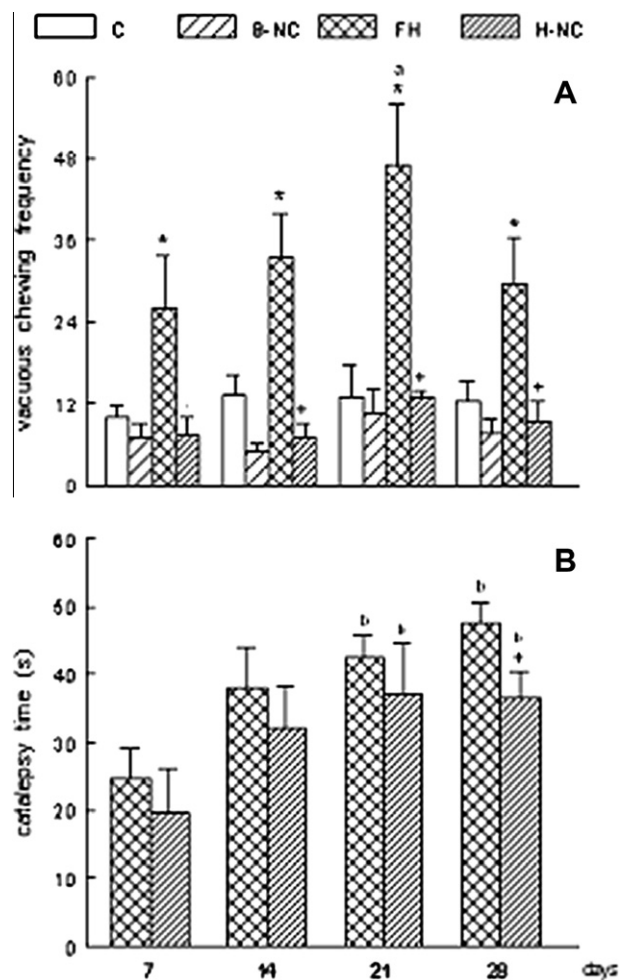 C B-NC FH H-NC
A
vacuous chewing frequency
60
48
36
24
12
0
a
*
*
*
*
+
+
+
B
catalepsy time (s)
60
50
40
30
20
10
0
b
b
b
b
+
7 14 21 28 days